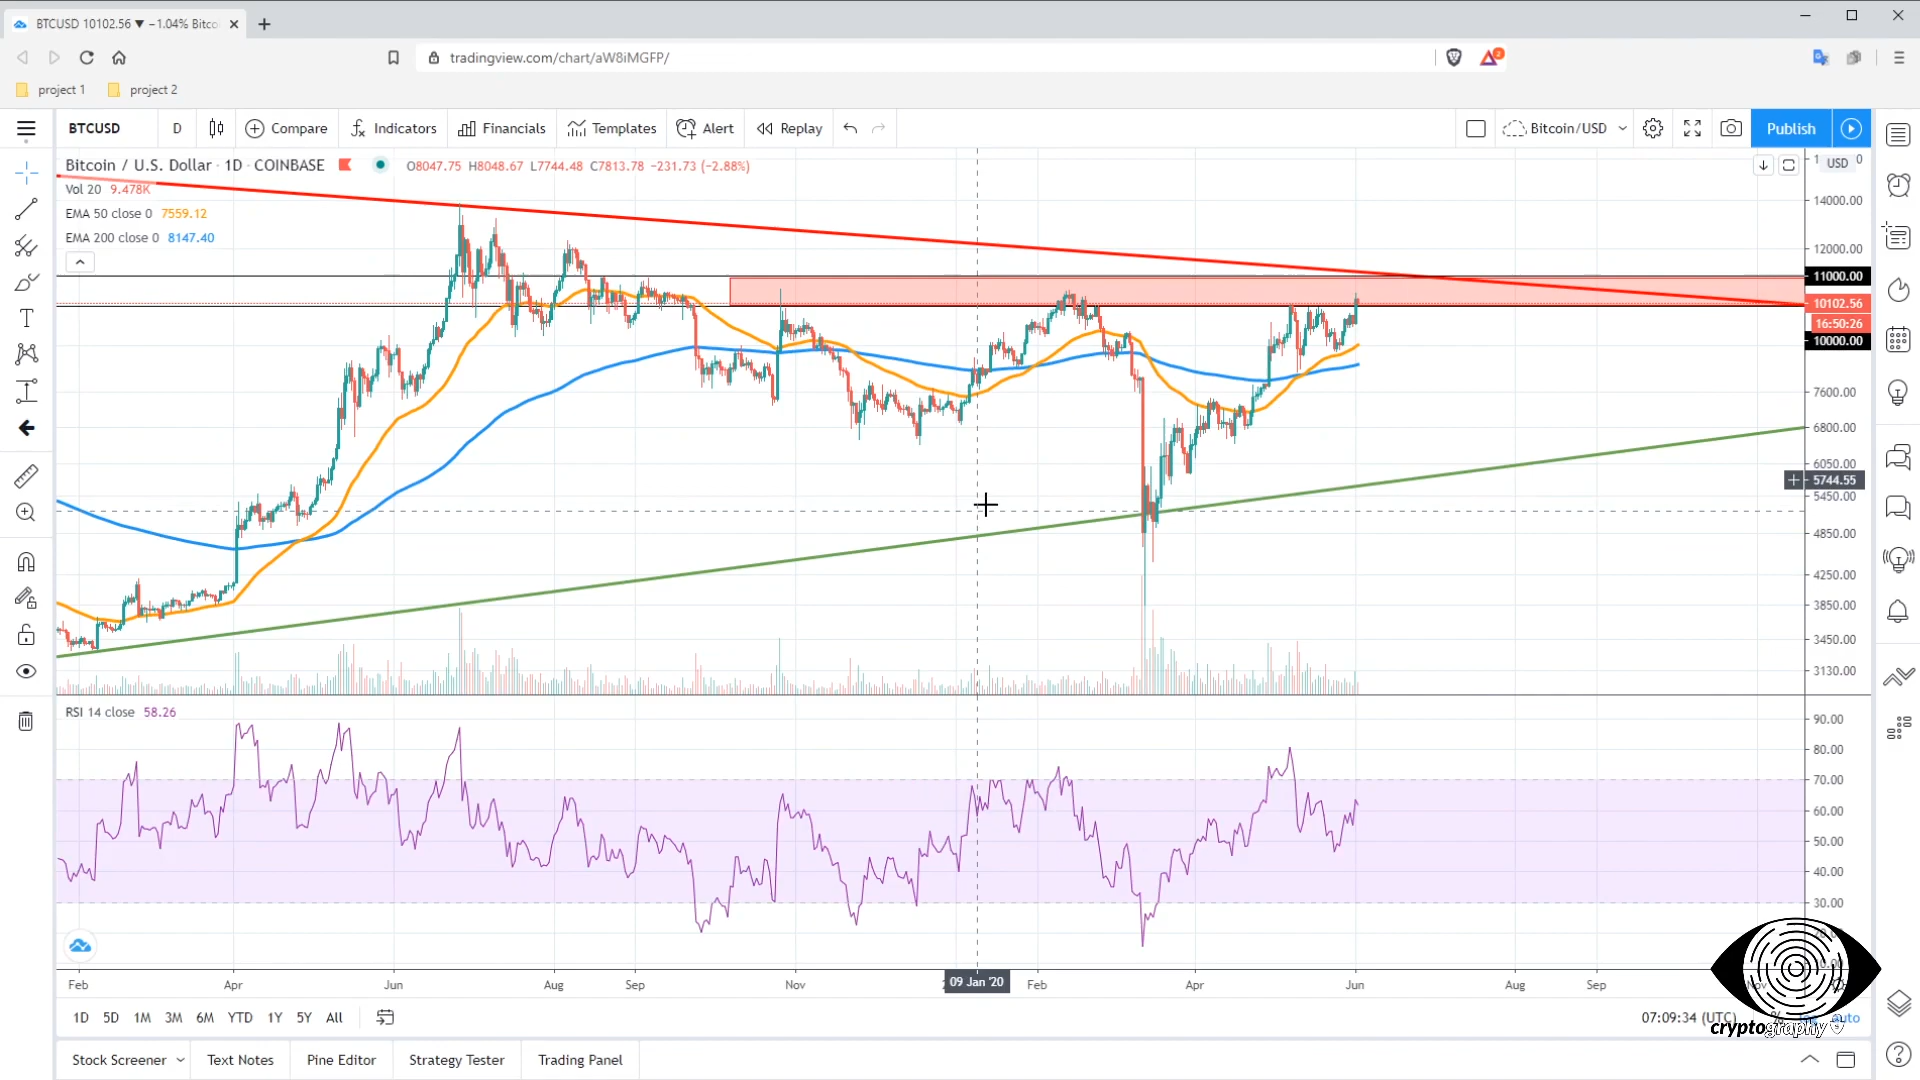 BTCUSD 10102.56 ▼ −1.04% Bitco
tradingview.com/chart/aW8iMGFP/
2
project 1
project 2
BTCUSD
D
Compare
Indicators
Financials
Templates
Alert
Replay
Bitcoin/USD
Publish
Bitcoin / U.S. Dollar · 1D · COINBASE
O8047.75 H8048.67 L7744.48 C7813.78 −231.73 (−2.88%)
Vol 20 9.478K
EMA 50 close 0 7559.12
EMA 200 close 0 8147.40
USD
14000.00
12000.00
11000.00
10102.56
16:50:26
10000.00
7600.00
6800.00
6050.00
5744.55
5450.00
4850.00
4250.00
3850.00
3450.00
3130.00
RSI 14 close 58.26
90.00
80.00
70.00
60.00
50.00
40.00
30.00
Feb
Apr
Jun
Aug
Sep
Nov
09 Jan '20
Feb
Apr
Jun
Aug
Sep
Nov
1D 5D 1M 3M 6M YTD 1Y 5Y All
07:09:34 (UTC)
%
auto
cryptography
Stock Screener
Text Notes
Pine Editor
Strategy Tester
Trading Panel